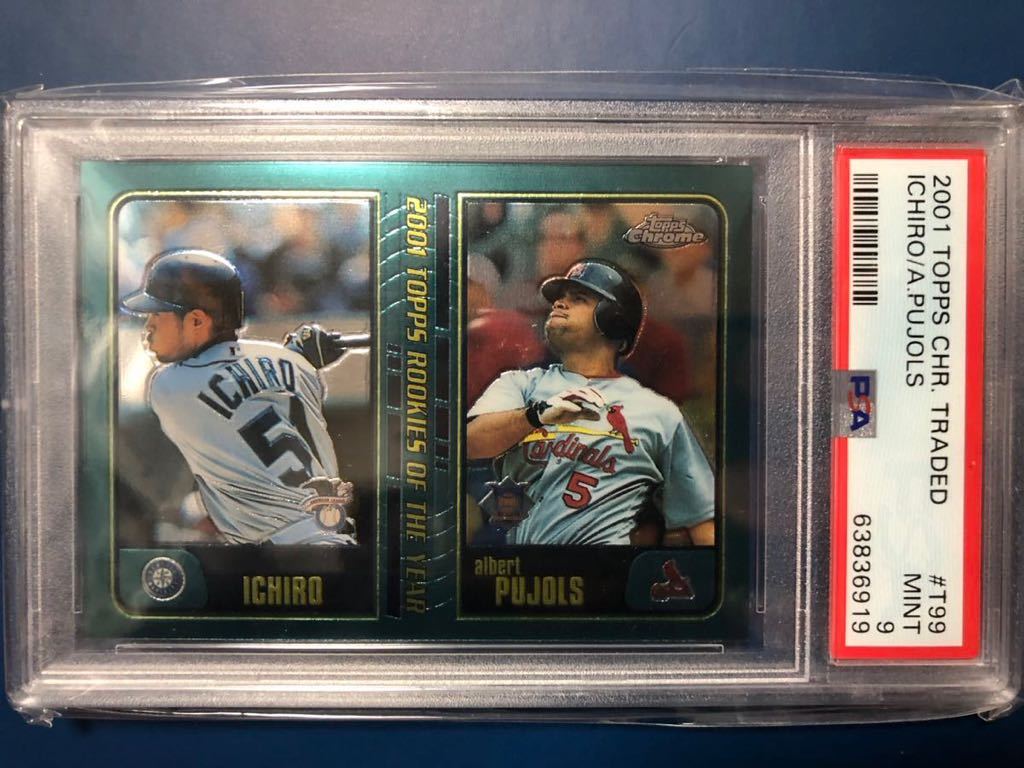 ICHIRO
5
ICHIRO
2001 TOPPS ROOKIES OF THE YEAR
Topps
Chrome
Cardinals
5
albert
PUJOLS
2001 TOPPS CHR. TRADED #T99
ICHIRO/A.PUJOLS MINT
9
PSA
63836919